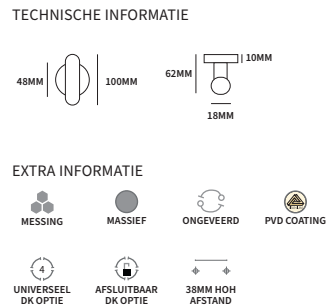 TECHNISCHE INFORMATIE
48MM
100MM
62MM
10MM
18MM
EXTRA INFORMATIE
MESSING
MASSIEF
ONGEVEERD
PVD COATING
4
UNIVERSEEL
DK OPTIE
AFSLUITBAAR
DK OPTIE
38MM HOH
AFSTAND